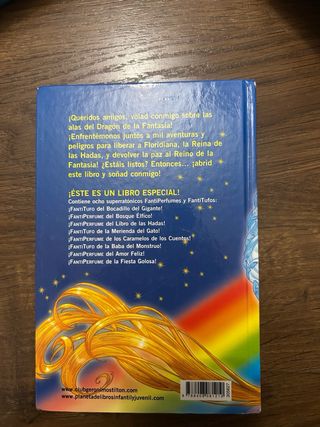 ¡Queridos amigos, volad conmigo sobre las
alas del Dragón de la Fantasía!
¡Enfrentémonos juntos a mil aventuras y
peligros para liberar a Floridiana, la Reina de
las Hadas, y devolver la paz al Reino de la
Fantasía! ¿Estáis listos? Entonces... ¡abrid
este libro y soñad conmigo!
¡ÉSTE ES UN LIBRO ESPECIAL!
Contiene ocho superratónicos FantiPerfumes y FantiTufos:
¡FANTITUFO del Bocadillo del Gigante!
¡FANTIPERFUME del Bosque Élfico!
¡FANTIPERFUME del Libro de las Hadas!
¡FANTITUFO de la Merienda del Gato!
¡FANTIPERFUME de los Caramelos de los Cuentos!
¡FANTITUFO de la Baba del Monstruo!
¡FANTIPERFUME del Amor Feliz!
¡FANTIPERFUME de la Fiesta Golosa!
www.clubgeronimostilton.com
www.planetadelibrosinfantilyjuvenil.com